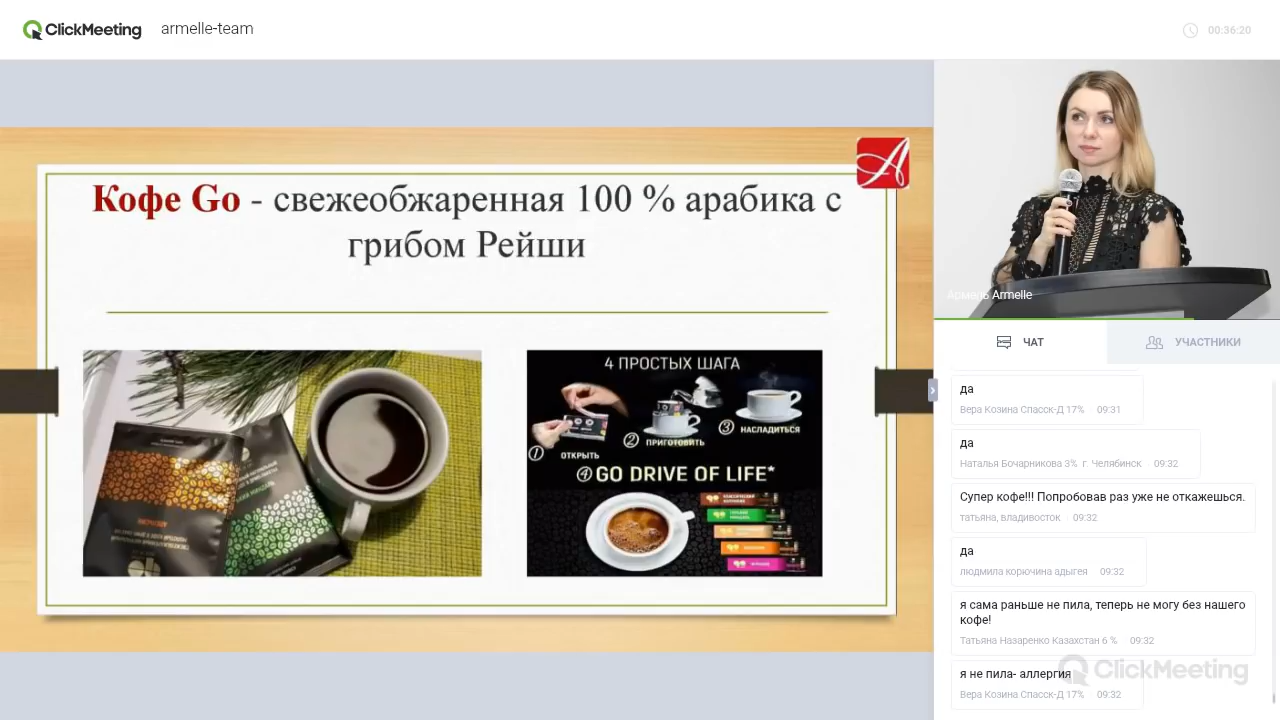 ClickMeeting
armelle-team
00:36:20
Кофе Go - свежеобжаренная 100 % арабика с
грибом Рейши
A
4 ПРОСТЫХ ШАГА
① ОТКРЫТЬ
② ПРИГОТОВИТЬ
③ НАСЛАДИТЬСЯ
④ GO DRIVE OF LIFE*
Армель Armelle
ЧАТ
УЧАСТНИКИ
да
Вера Козина Спасск-Д 17% 09:31
да
Наталья Бочарникова 3% г. Челябинск 09:32
Супер кофе!!! Попробовав раз уже не откажешься.
татьяна, владивосток 09:32
да
людмила корючина адыгея 09:32
я сама раньше не пила, теперь не могу без нашего
кофе!
Татьяна Назаренко Казахстан 6 % 09:32
я не пила- аллергия
Вера Козина Спасск-Д 17% 09:32
ClickMeeting